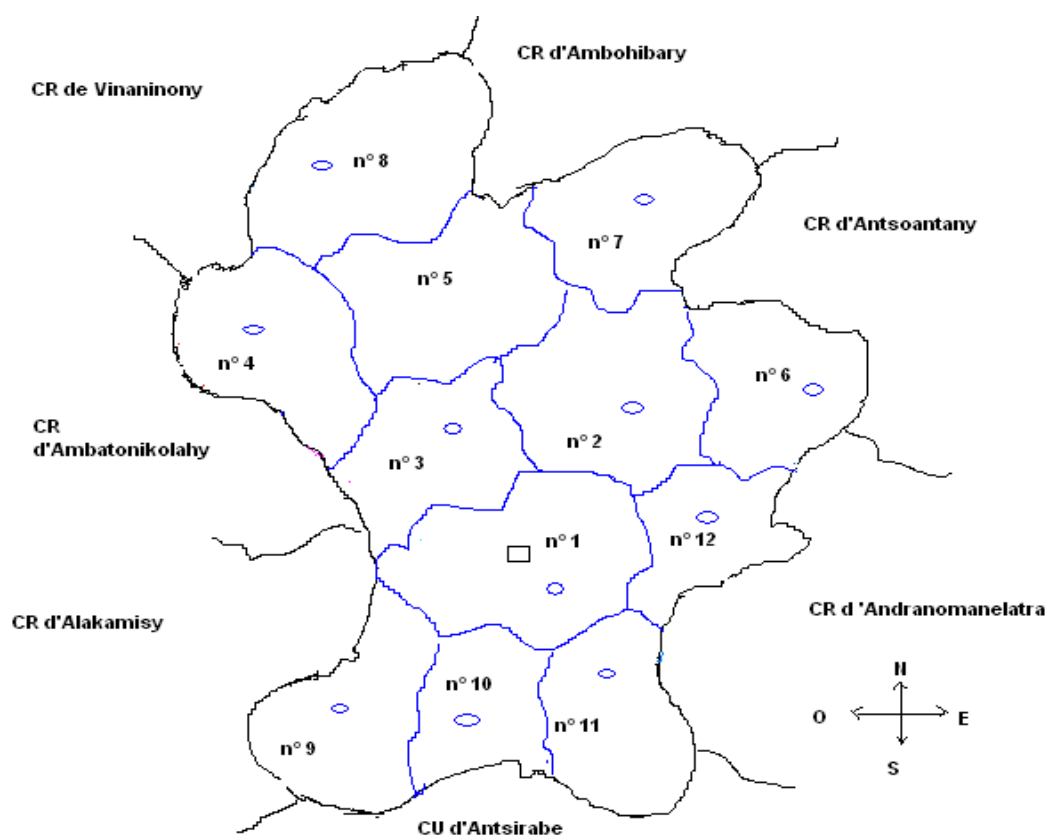 CR d'Ambohibary
CR de Vinaninony
n° 8
CR d'Antsoantany
n° 7
n° 5
n° 4
n° 6
CR
d'Ambatonikolahy
n° 2
n° 3
n° 1
n° 12
CR d'Alakamisy
CR d 'Andranomanelatra
N
n° 10
O
E
n° 11
n° 9
S
CU d'Antsirabe